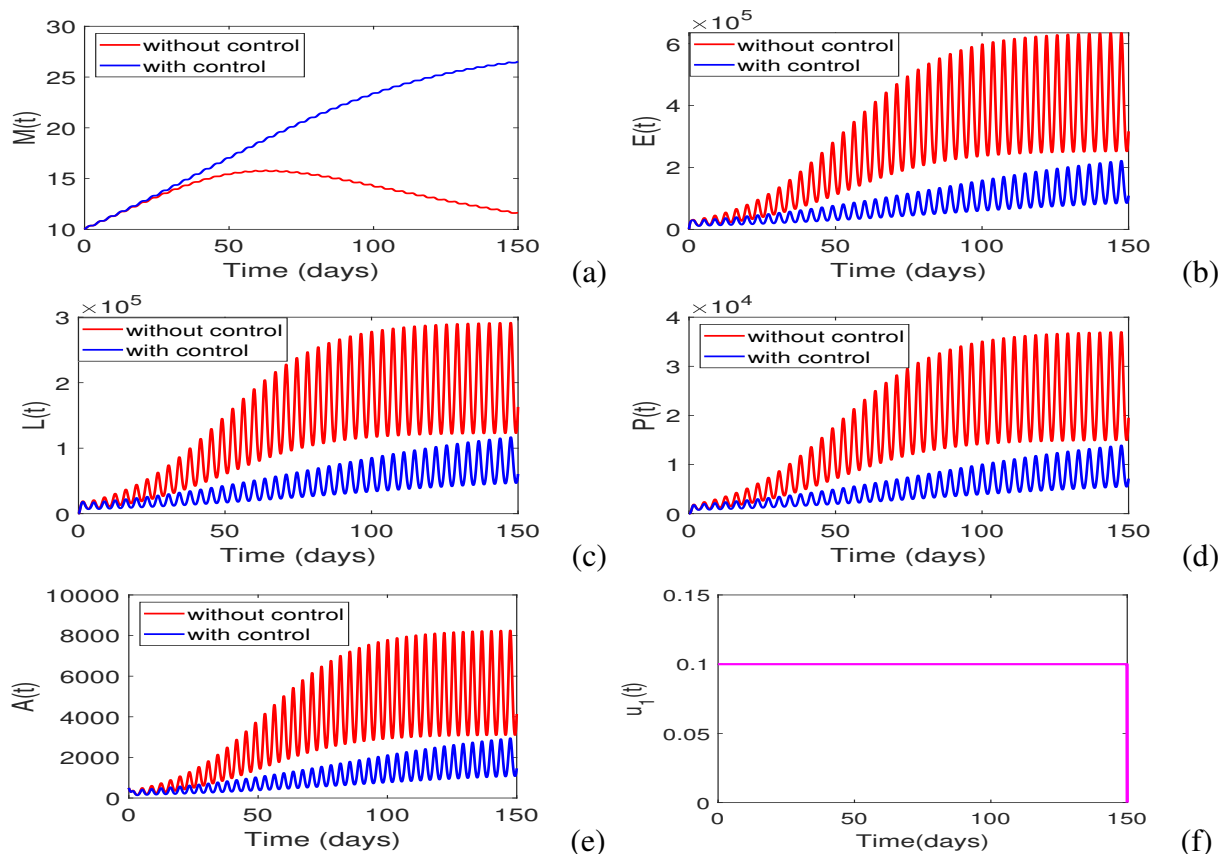 30
25
20
15
10
M(t)
without control
with control
0
50
100
150
Time (days)
(a)
×10^5
6
4
2
0
E(t)
without control
with control
0
50
100
150
Time (days)
(b)
×10^5
3
2
1
0
L(t)
without control
with control
0
50
100
150
Time (days)
(c)
×10^4
4
3
2
1
0
P(t)
without control
with control
0
50
100
150
Time (days)
(d)
10000
8000
6000
4000
2000
0
A(t)
without control
with control
0
50
100
150
Time (days)
(e)
0.15
0.1
0.05
0
u_1(t)
0
50
100
150
Time(days)
(f)